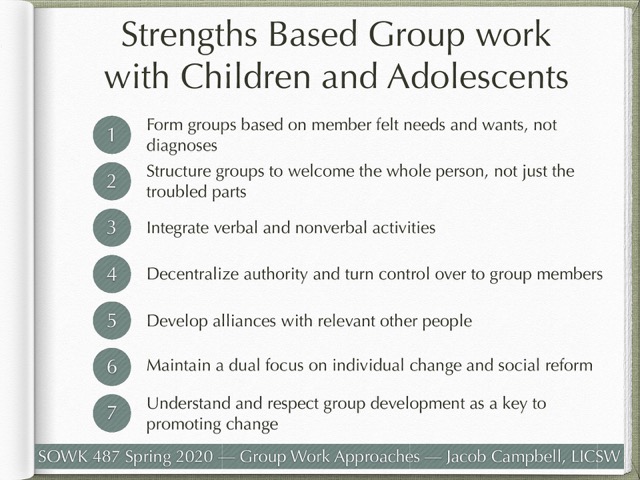 Strengths Based Group work
with Children and Adolescents
1
Form groups based on member felt needs and wants, not
diagnoses
2
Structure groups to welcome the whole person, not just the
troubled parts
3
Integrate verbal and nonverbal activities
4
Decentralize authority and turn control over to group members
5
Develop alliances with relevant other people
6
Maintain a dual focus on individual change and social reform
7
Understand and respect group development as a key to
promoting change
SOWK 487 Spring 2020 — Group Work Approaches — Jacob Campbell, LICSW